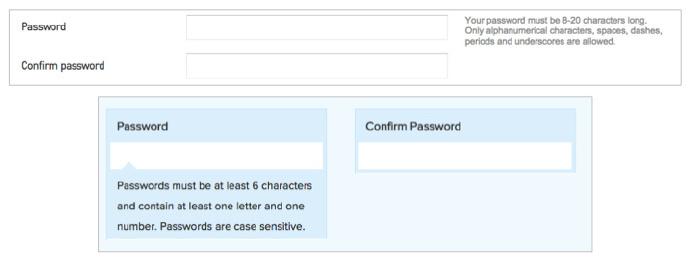 Password
Your password must be 8-20 characters long.
Only alphanumerical characters, spaces, dashes,
periods and underscores are allowed.
Confirm password
Password
Confirm Password
Passwords must be at least 6 characters
and contain at least one letter and one
number. Passwords are case sensitive.